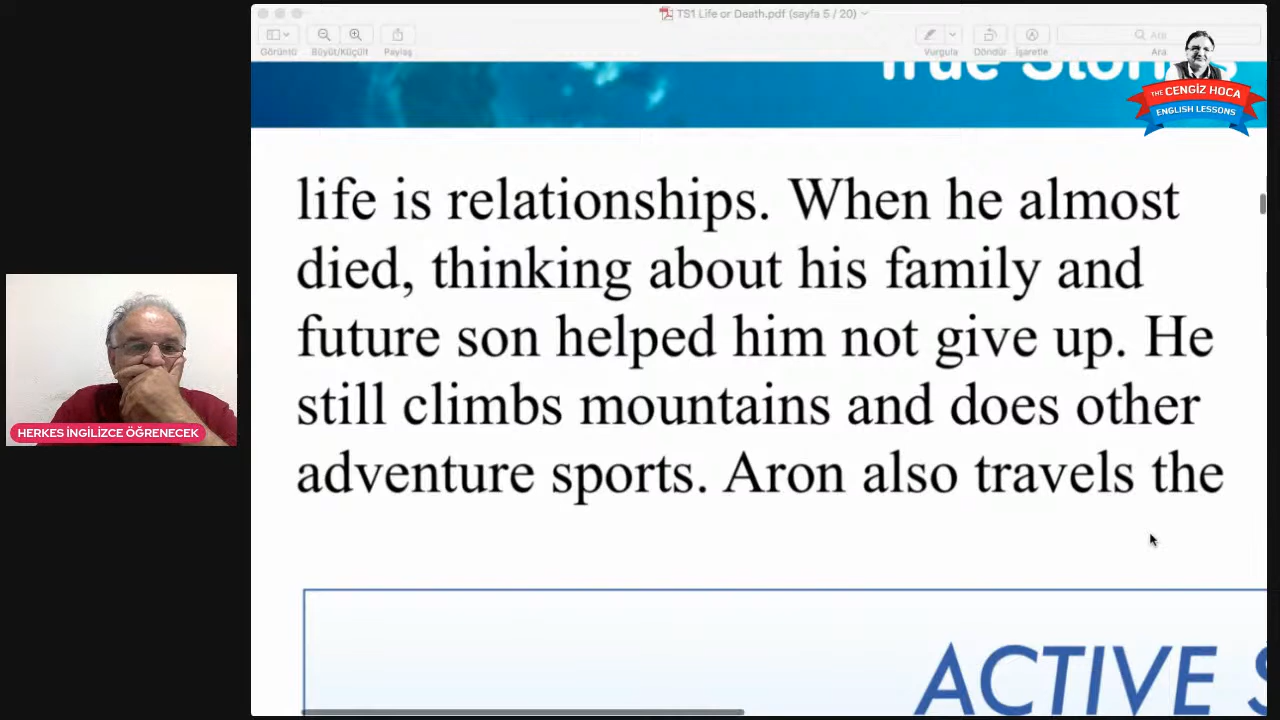 TS1 Life or Death.pdf (sayfa 5 / 20)
Görüntü
Büyüt/Küçült
Paylaş
Vurgula
Döndür
İşaretle
Ara
Ara
True Stories
THE CENGİZ HOCA
ENGLISH LESSONS
life is relationships. When he almost
died, thinking about his family and
future son helped him not give up. He
still climbs mountains and does other
adventure sports. Aron also travels the
HERKES İNGİLİZCE ÖĞRENECEK
ACTIVE